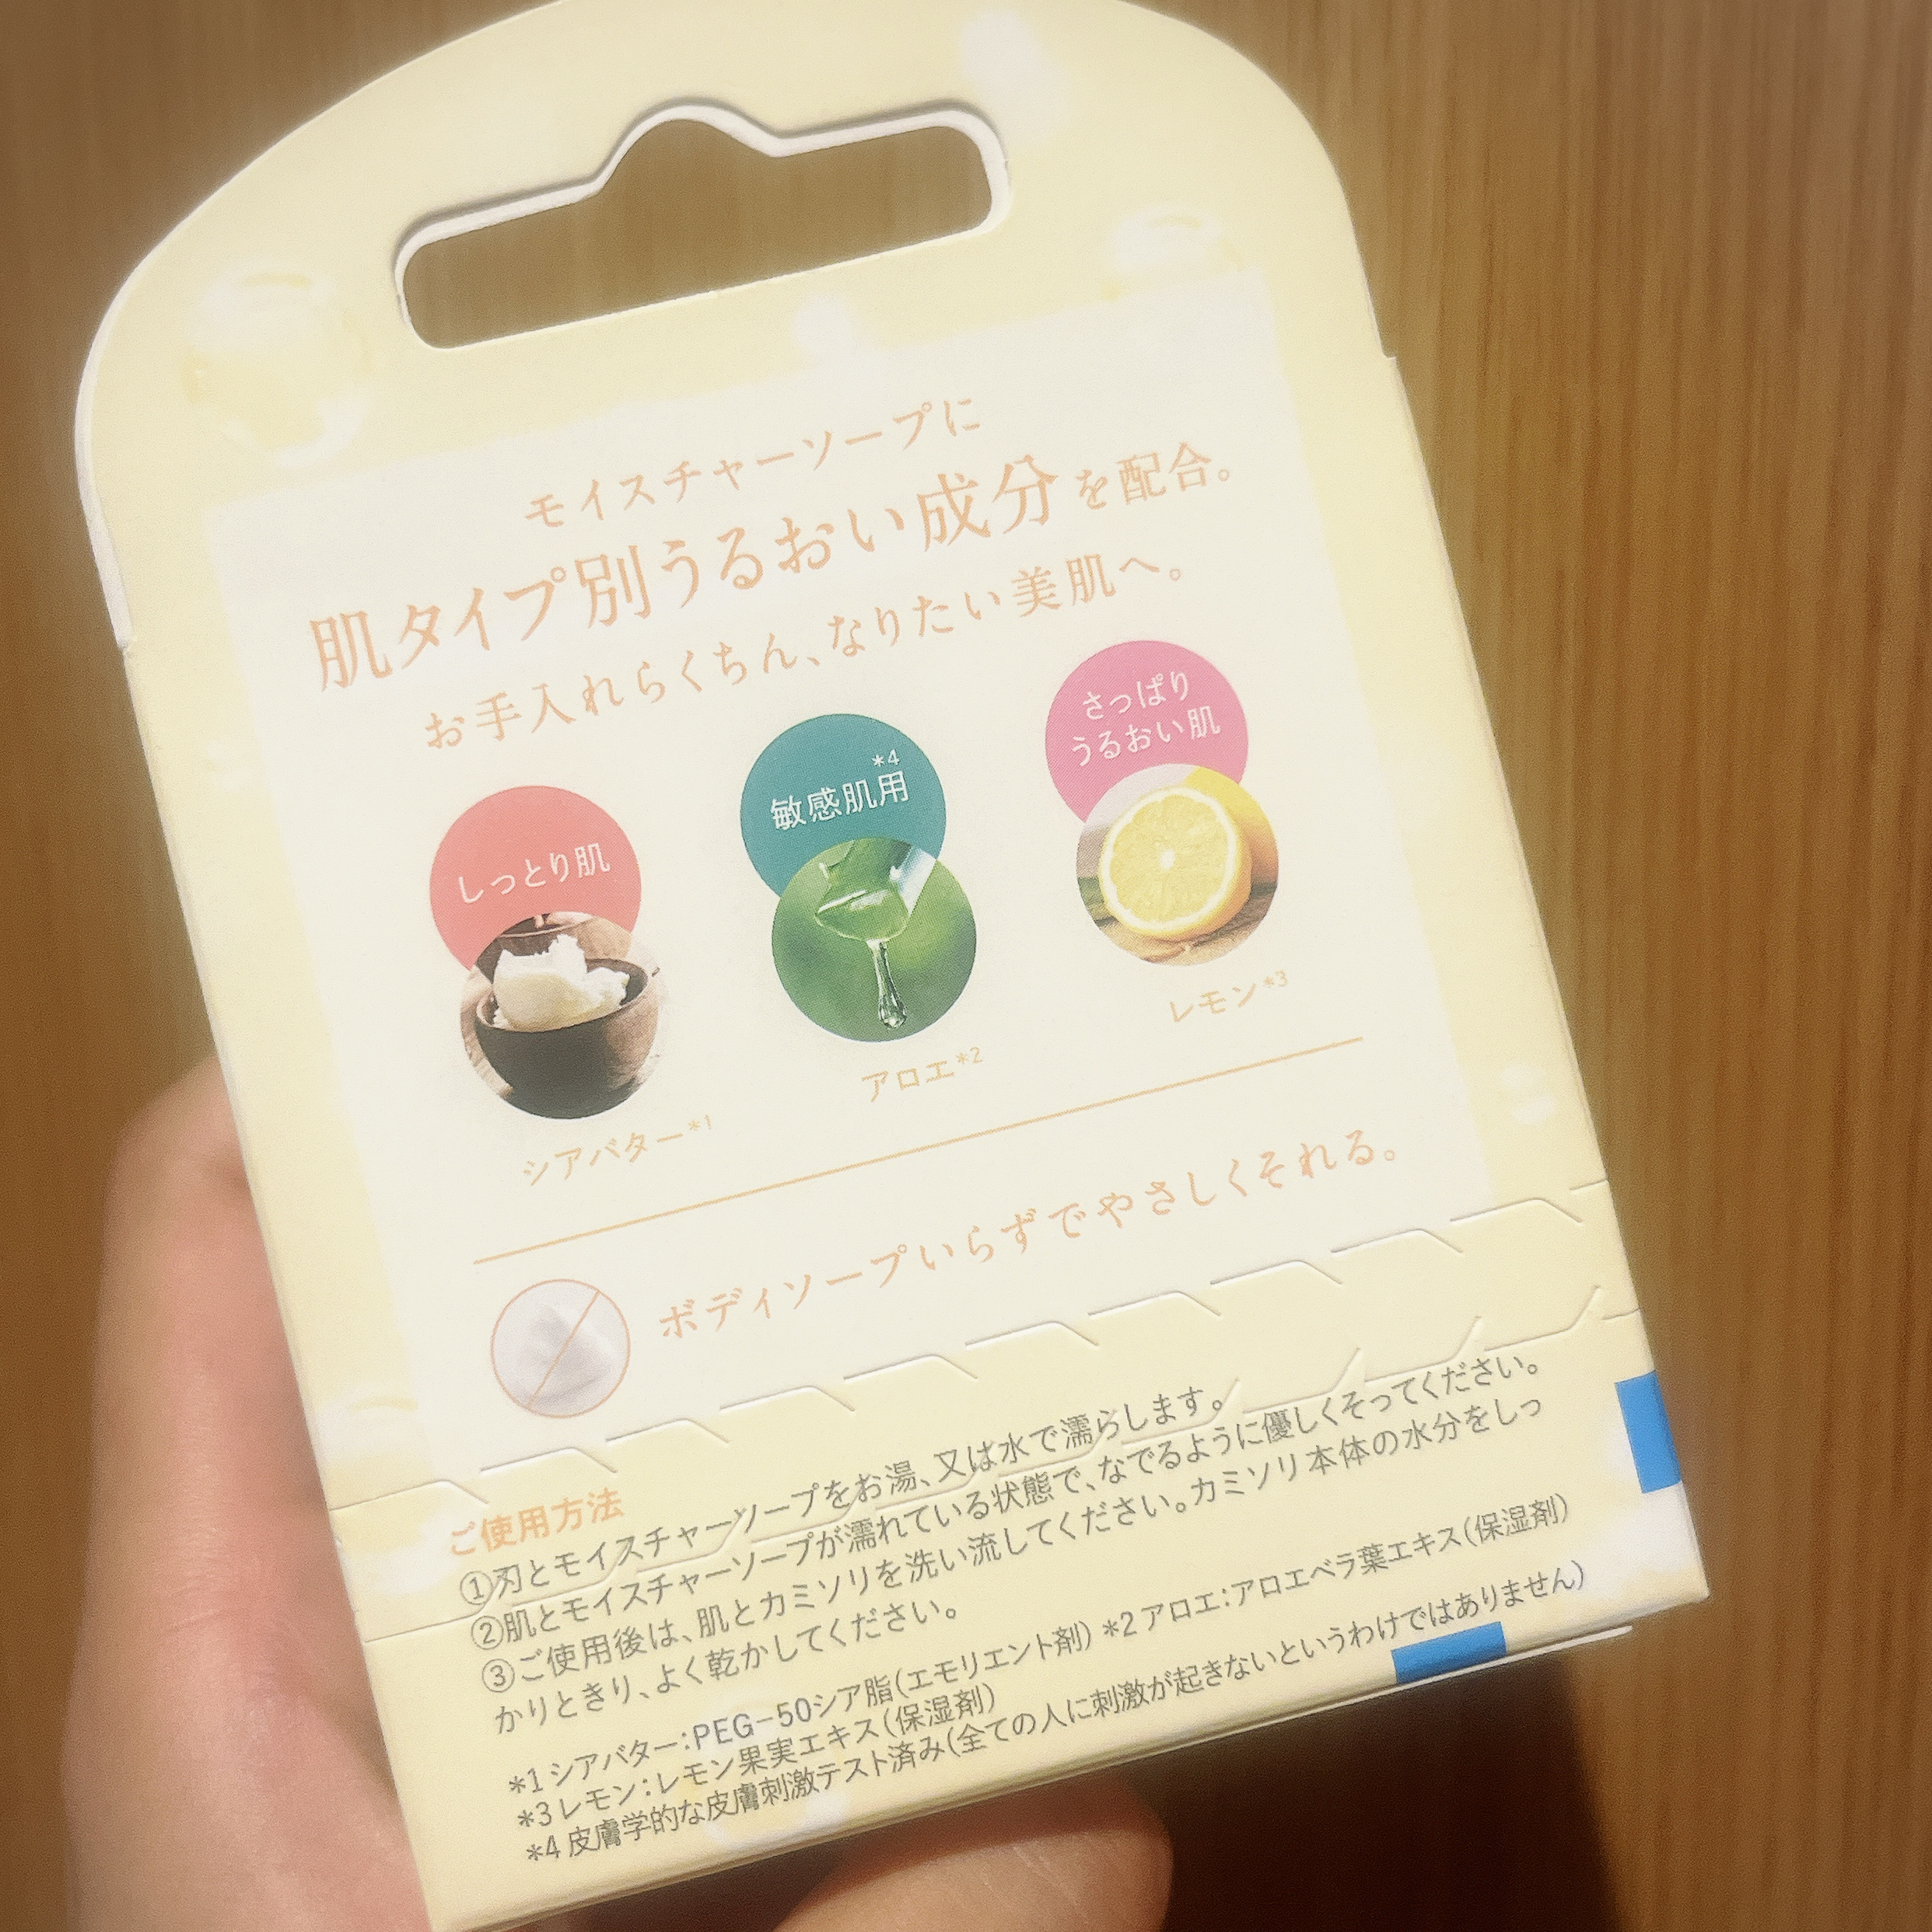 モイスチャーソープに
肌タイプ別うるおい成分を配合。
お手入れらくちん、なりたい美肌へ。
しっとり肌
シアバター*1
敏感肌用*4
アロエ*2
さっぱり
うるおい肌
レモン*3
ボディソープいらずでやさしくそれる。
ご使用方法
①刃とモイスチャーソープをお湯、又は水で濡らします。
②肌とモイスチャーソープが濡れている状態で、なでるように優しくそってください。
③ご使用後は、肌とカミソリを洗い流してください。カミソリ本体の水分をしっ
かりときり、よく乾かしてください。
*1 シアバター：PEG-50シア脂（エモリエント剤） *2 アロエ：アロエベラ葉エキス（保湿剤）
*3 レモン：レモン果実エキス（保湿剤）
*4 皮膚学的な皮膚刺激テスト済み（全ての人に刺激が起きないというわけではありません）